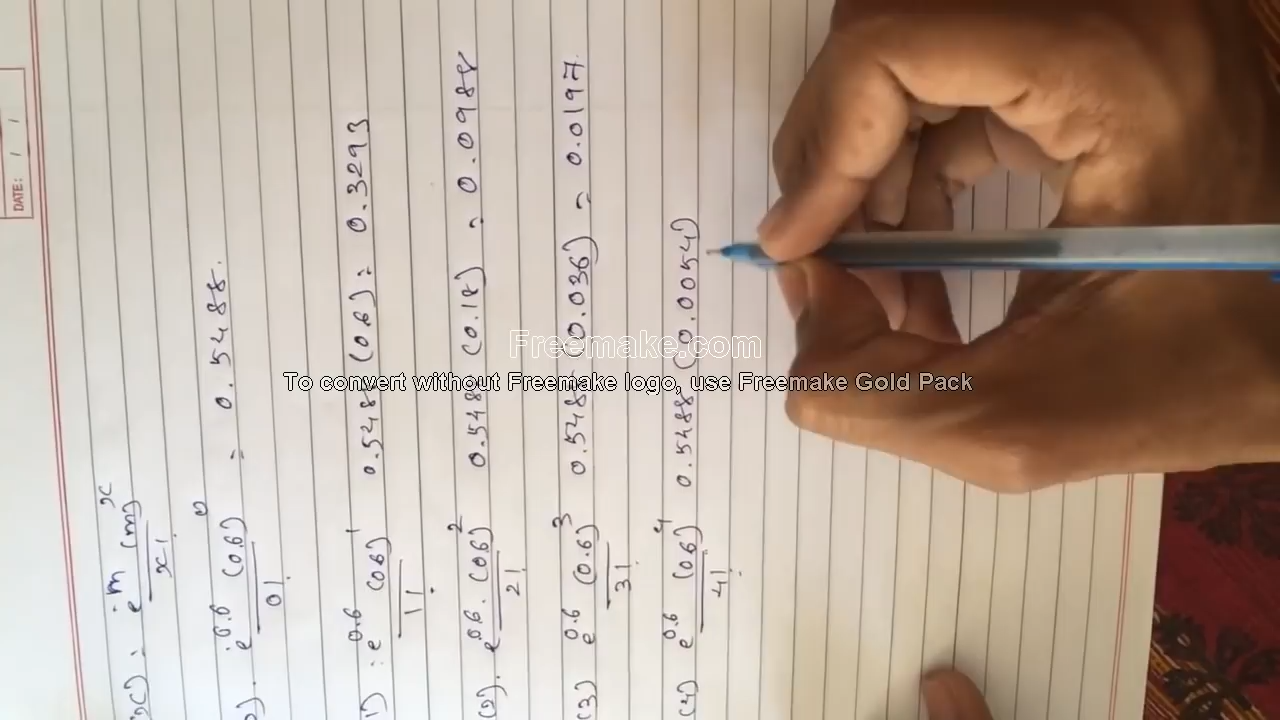 DATE: / /
x) : e^-m (m)^x / x!
0). e^-0.6 (0.6)^0 / 0! = 0.5488.
1) : e^-0.6 (0.6)^1 / 1! 0.548 (0.6) = 0.3293
(2). e^0.6. (0.6)^2 / 2! 0.548 (0.18) = 0.0988
(3) e^0.6 (0.6)^3 / 3! 0.548 (0.036) = 0.0197.
(4) e^0.6 (0.6)^4 / 4! 0.5488 (0.0054)
Freemake.com
To convert without Freemake logo, use Freemake Gold Pack